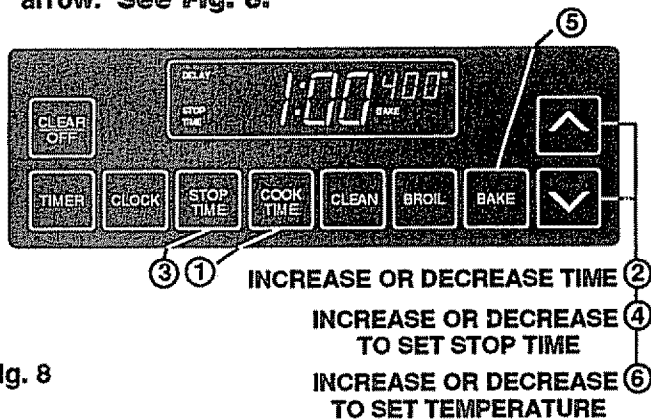 arrow. See Fig. 8.
⑤
DELAY
1:00 400°
STOP
TIME
BAKE
CLEAR
OFF
TIMER
CLOCK
STOP
TIME
COOK
TIME
CLEAN
BROIL
BAKE
③ ①
INCREASE OR DECREASE TIME ②
INCREASE OR DECREASE ④
TO SET STOP TIME
INCREASE OR DECREASE ⑥
TO SET TEMPERATURE
ig. 8